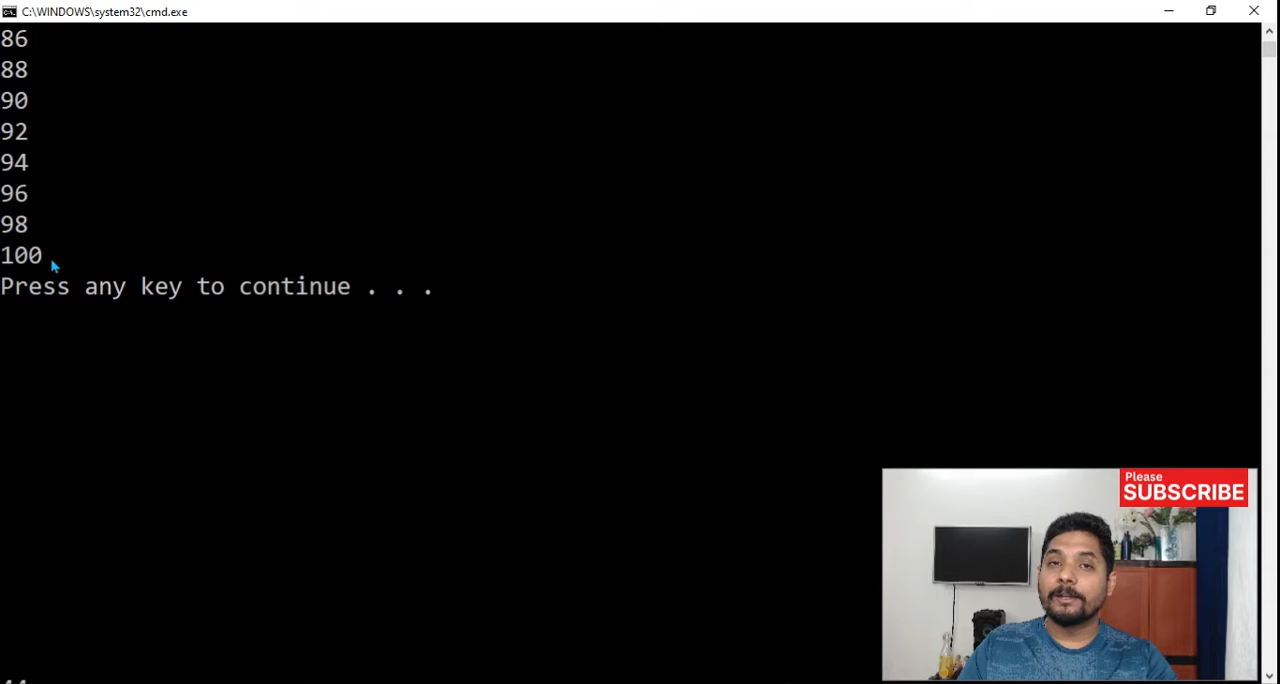 C:\WINDOWS\system32\cmd.exe
86
88
90
92
94
96
98
100
Press any key to continue . . .
Please
SUBSCRIBE